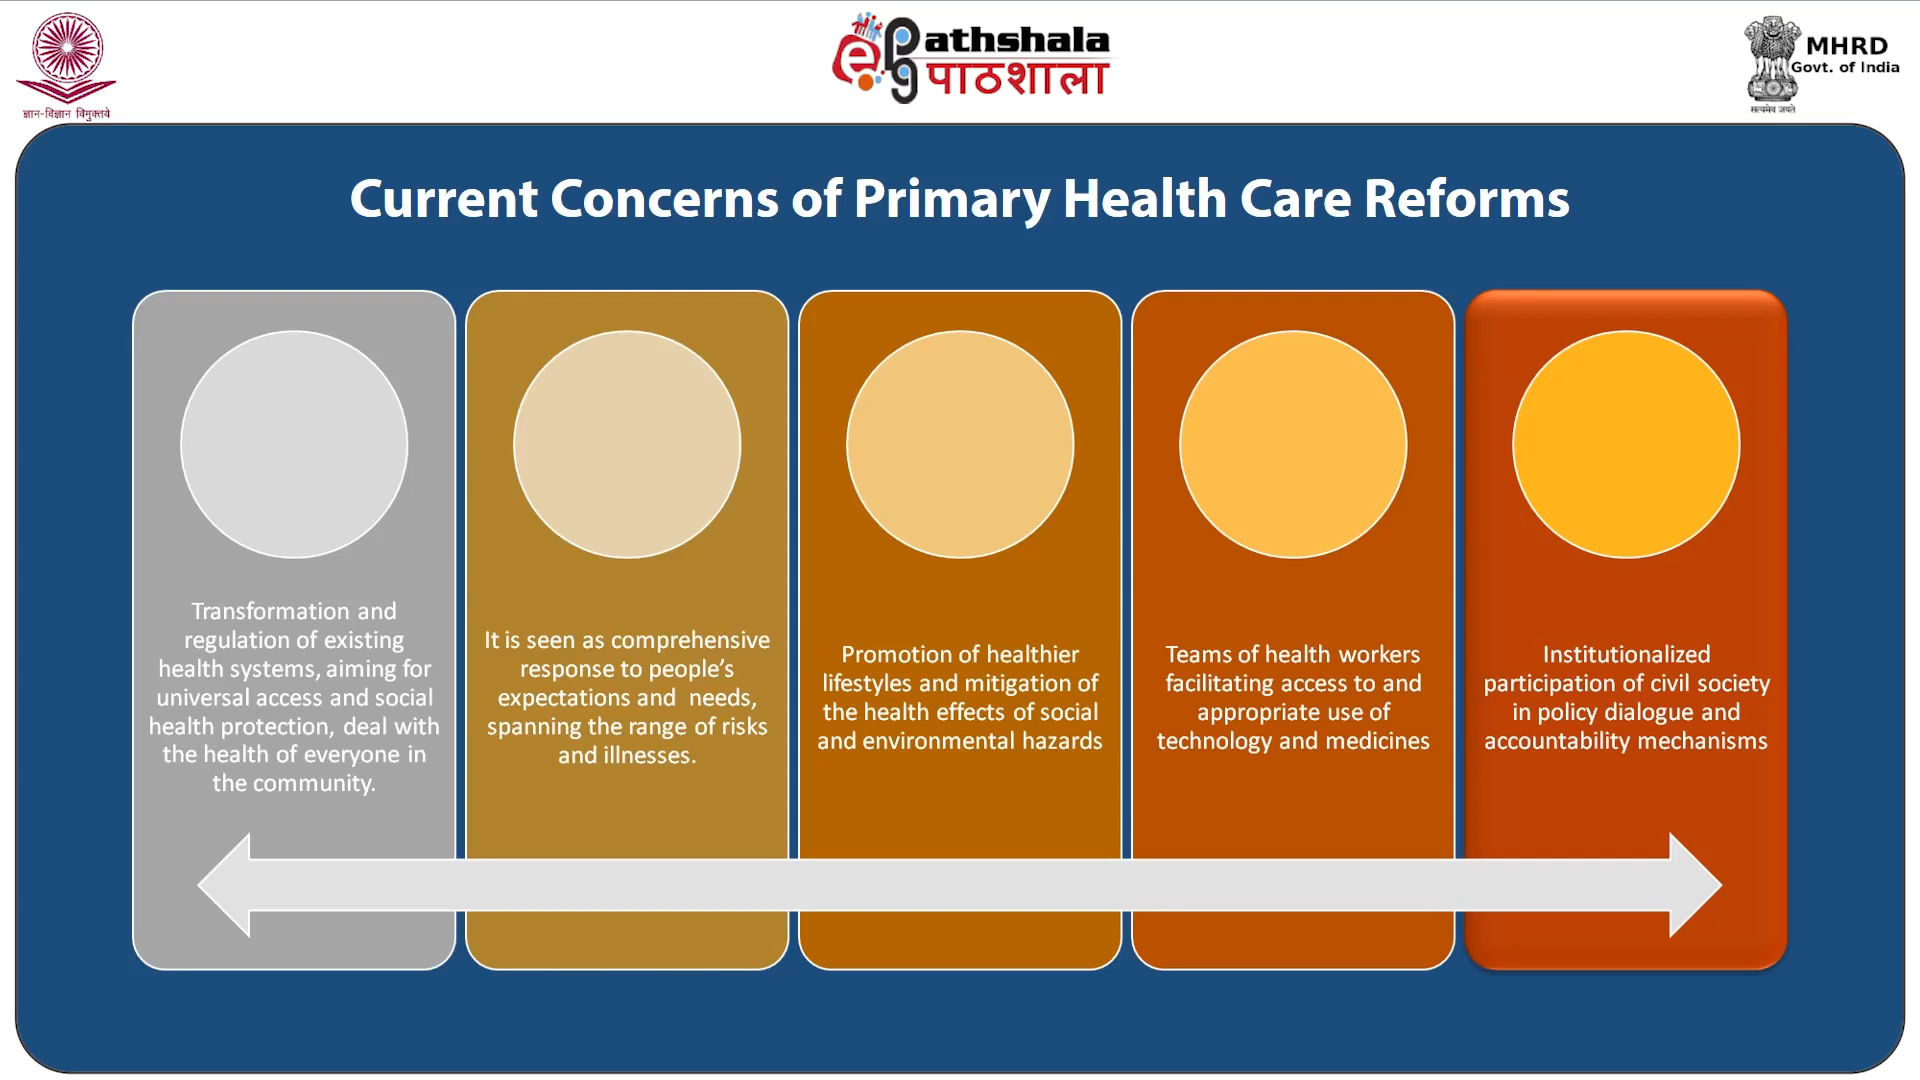 ज्ञान-विज्ञान विमुक्तये
ePG Pathshala
पाठशाला
MHRD
Govt. of India
सत्यमेव जयते
Current Concerns of Primary Health Care Reforms
Transformation and
regulation of existing
health systems, aiming for
universal access and social
health protection, deal with
the health of everyone in
the community.
It is seen as comprehensive
response to people’s
expectations and needs,
spanning the range of risks
and illnesses.
Promotion of healthier
lifestyles and mitigation of
the health effects of social
and environmental hazards
Teams of health workers
facilitating access to and
appropriate use of
technology and medicines
Institutionalized
participation of civil society
in policy dialogue and
accountability mechanisms